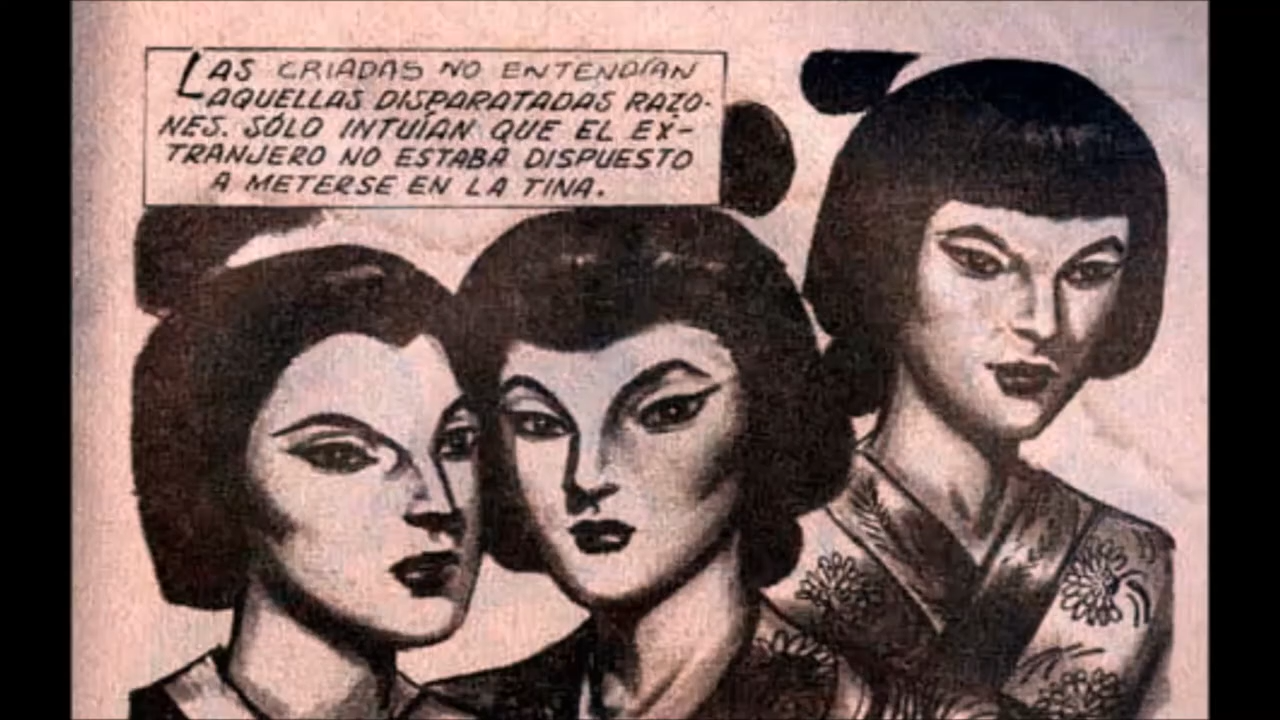 LAS CRIADAS NO ENTENDÍAN
AQUELLAS DISPARATADAS RAZO-
NES. SÓLO INTUÍAN QUE EL EX-
TRANJERO NO ESTABA DISPUESTO
A METERSE EN LA TINA.